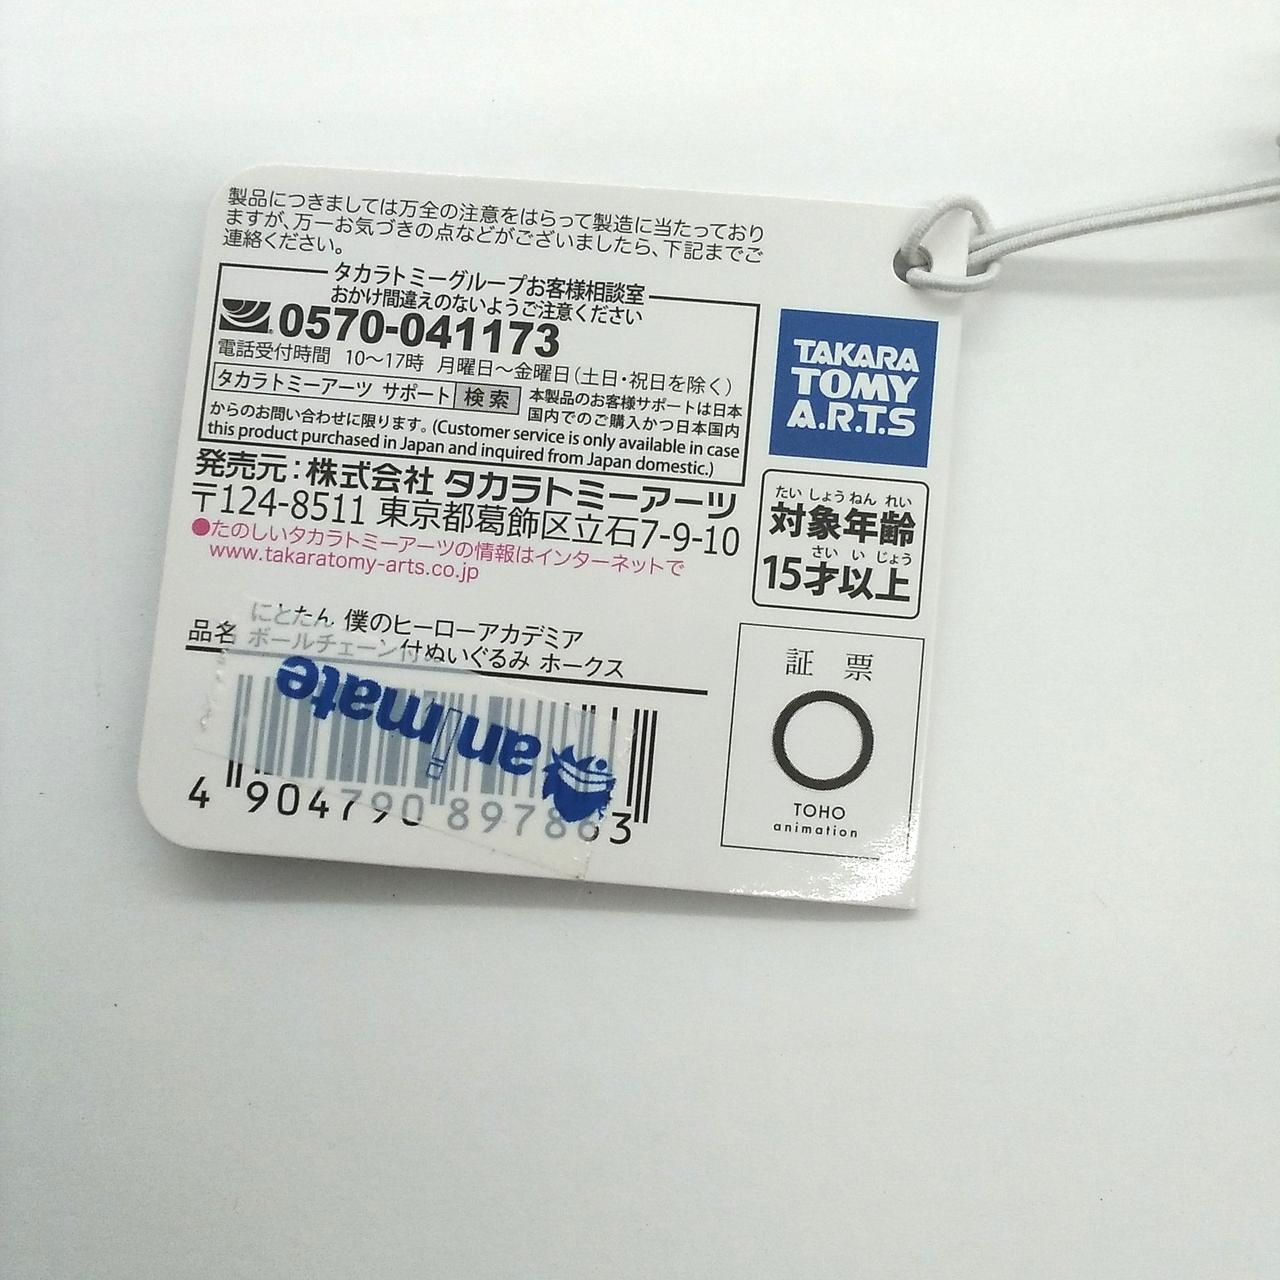 製品につきましては万全の注意をはらって製造に当たっており
ますが、万一お気づきの点などがございましたら、下記までご
連絡ください。
タカラトミーグループお客様相談室
おかけ間違えのないようご注意ください
0570-041173
電話受付時間 10～17時 月曜日～金曜日(土日・祝日を除く)
タカラトミーアーツ サポート 検索
本製品のお客様サポートは日本
国内でのご購入かつ日本国内
からのお問い合わせに限ります。(Customer service is only available in case
this product purchased in Japan and inquired from Japan domestic.)
発売元：株式会社 タカラトミーアーツ
〒124-8511 東京都葛飾区立石7-9-10
●たのしいタカラトミーアーツの情報はインターネットで
www.takaratomy-arts.co.jp
品名 にとたん 僕のヒーローアカデミア
ボールチェーン付ぬいぐるみ ホークス
animate
4 904790 897863
TAKARA
TOMY
A.R.T.S
たい しょう ねん れい
対象年齢
さい い じょう
15才以上
証 票
TOHO
animation